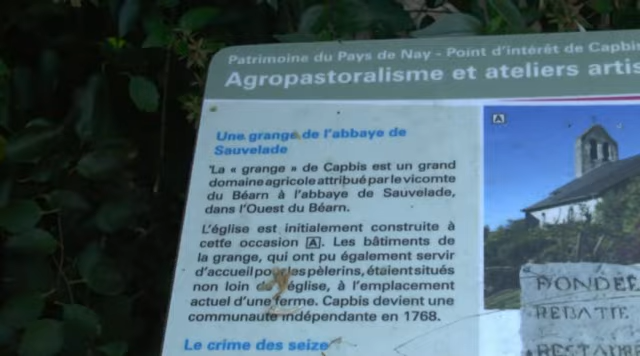 Patrimoine du Pays de Nay - Point d'intérêt de Capbis
Agropastoralisme et ateliers
Une grange de l'abbaye de
Sauvelade
"La « grange » de Capbis est un grand
domaine agricole attribué par le vicomte
du Béarn à l'abbaye de Sauvelade,
dans l'Ouest du Béarn.
L'église est initialement construite à
cette occasion A. Les bâtiments de
la grange, qui ont pu également servir
d'accueil pour les pèlerins, étaient situés
non loin de l'église, à l'emplacement
actuel d'une ferme. Capbis devient une
communauté indépendante en 1768.
Le crime des seize
A
FONDEE
REBATIE
RESTAURE